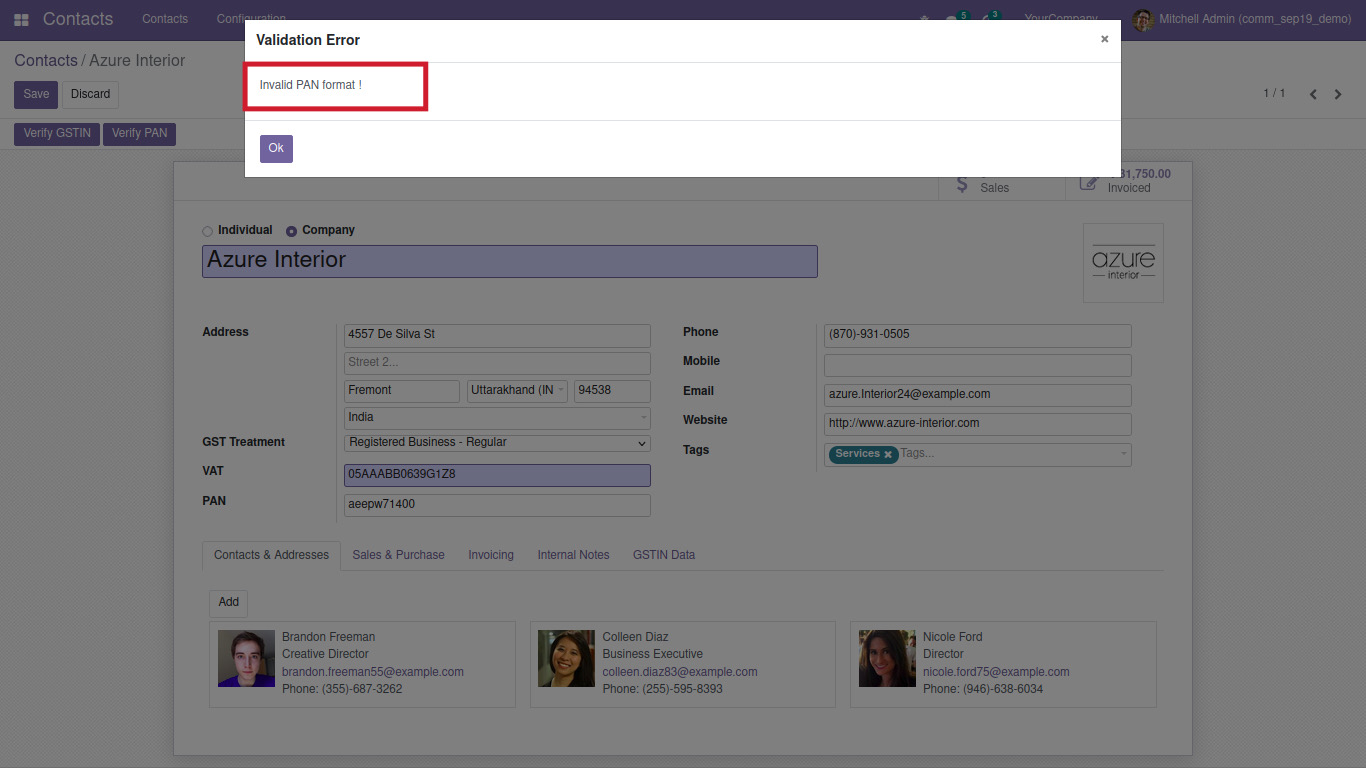 Contacts Contacts Configuration 5 3 YourCompany Mitchell Admin (comm_sep19_demo)
Validation Error ×
Contacts / Azure Interior
Invalid PAN format !
Save Discard 1 / 1
Verify GSTIN Verify PAN
Ok
31,750.00
Sales Invoiced
Individual Company
Azure Interior
azure
interior
Address 4557 De Silva St Phone (870)-931-0505
Street 2... Mobile
Fremont Uttarakhand (IN 94538 Email azure.Interior24@example.com
India Website http://www.azure-interior.com
GST Treatment Registered Business - Regular Tags Services × Tags...
VAT 05AAABB0639G1Z8
PAN aeepw71400
Contacts & Addresses Sales & Purchase Invoicing Internal Notes GSTIN Data
Add
Brandon Freeman
Creative Director
brandon.freeman55@example.com
Phone: (355)-687-3262
Colleen Diaz
Business Executive
colleen.diaz83@example.com
Phone: (255)-595-8393
Nicole Ford
Director
nicole.ford75@example.com
Phone: (946)-638-6034